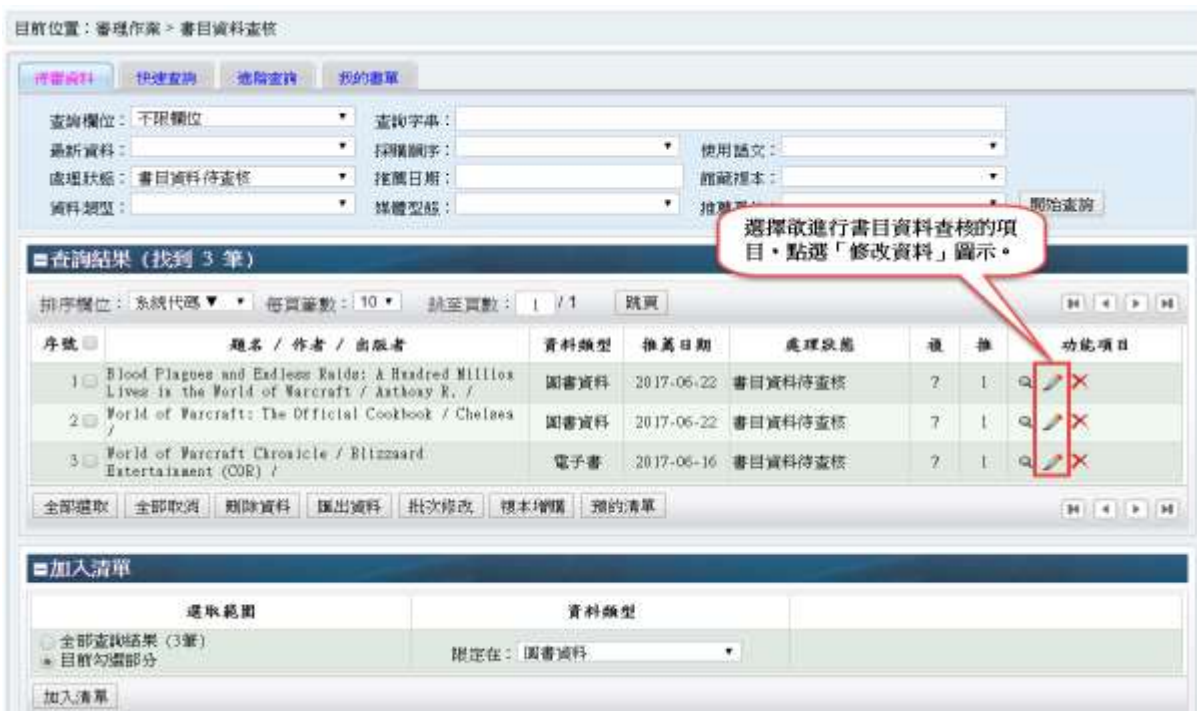 目前位置：審理作業 > 書目資料查核
待審資料 快速查詢 進階查詢 我的書單
查詢欄位： 不限欄位 查詢字串：
最新資料： 採購順序： 使用語文：
處理狀態： 書目資料待查核 推薦日期： 館藏複本：
資料類型： 媒體型態： 開始查詢
選擇欲進行書目資料查核的項
目，點選「修改資料」圖示。
查詢結果 (找到 3 筆)
排序欄位： 系統代碼▼ 每頁筆數： 10 跳至頁數： 1 / 1 跳頁
序號 題名 / 作者 / 出版者 資料類型 推薦日期 處理狀態 複 推 功能項目
1 Blood Plagues and Endless Raids: A Hundred Million
Lives in the World of Warcraft / Anthony R. / 圖書資料 2017-06-22 書目資料待查核 ? 1
2 World of Warcraft: The Official Cookbook / Chelsea
/ 圖書資料 2017-06-22 書目資料待查核 ? 1
3 World of Warcraft Chronicle / Blizzaard
Entertainment (COR) / 電子書 2017-06-16 書目資料待查核 ? 1
全部選取 全部取消 刪除資料 匯出資料 批次修改 複本增購 預約清單
加入清單
選取範圍 資料類型
全部查詢結果 (3筆)
目前勾選部分 限定在： 圖書資料
加入清單